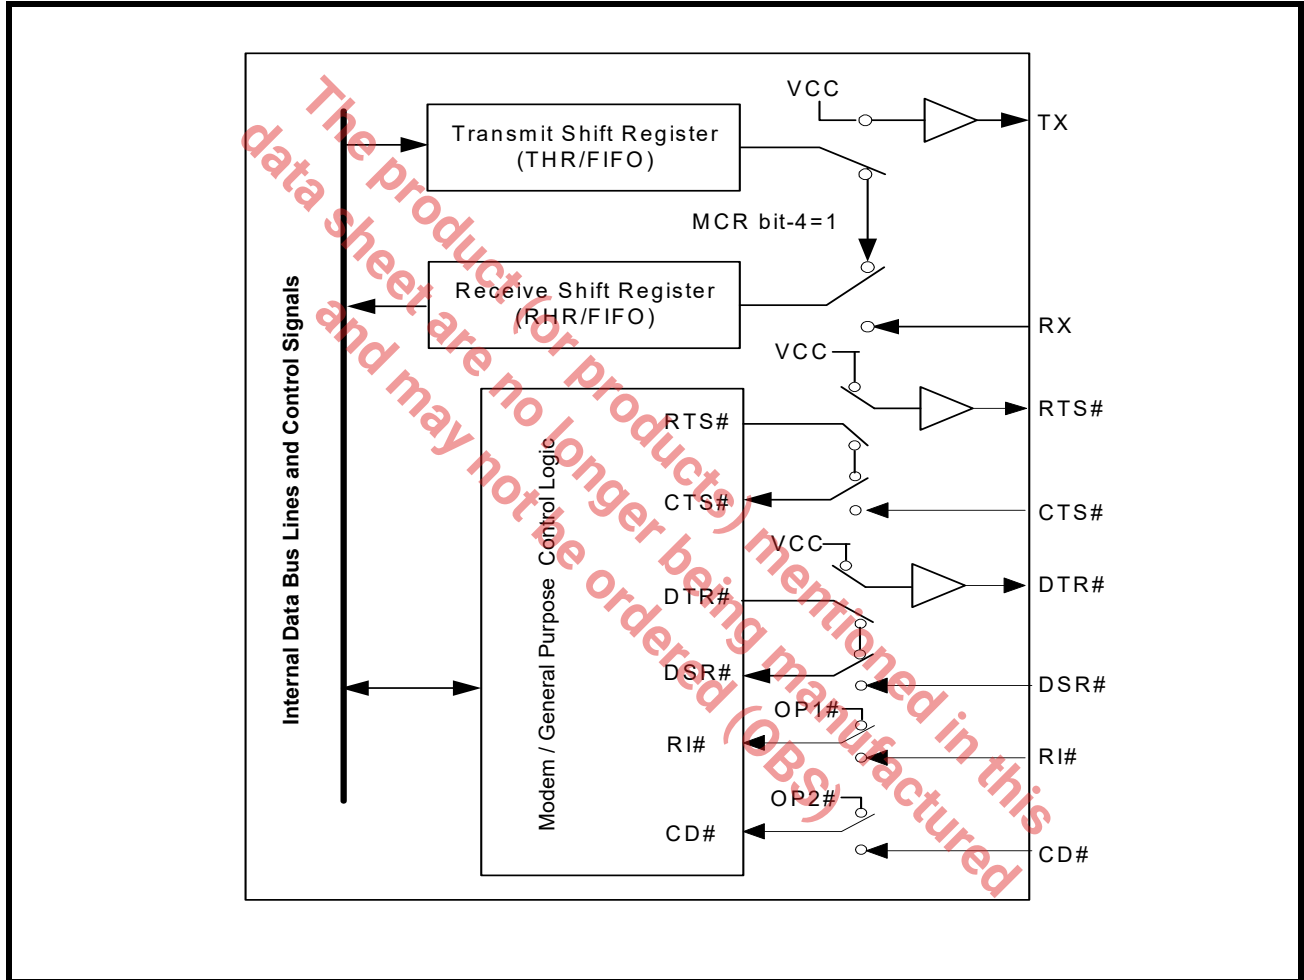 VCC
TX
Transmit Shift Register
(THR/FIFO)
MCR bit-4=1
Receive Shift Register
(RHR/FIFO)
RX
VCC
RTS#
RTS#
CTS#
CTS#
VCC
DTR#
DTR#
DSR#
DSR#
OP1#
RI#
RI#
OP2#
CD#
CD#
Internal Data Bus Lines and Control Signals
Modem / General Purpose Control Logic
The product (or products) mentioned in this
data sheet are no longer being manufactured
and may not be ordered (OBS)